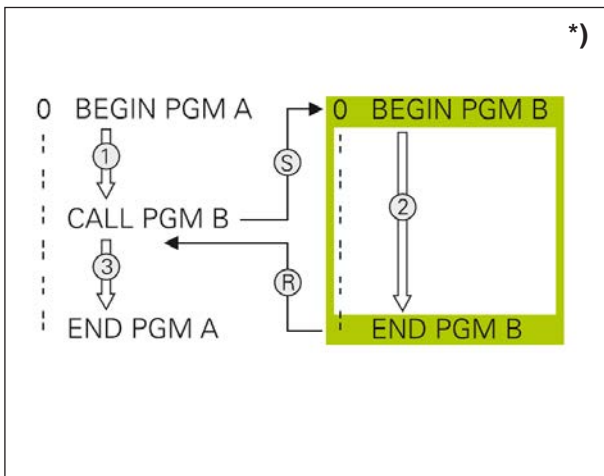 *)
0 BEGIN PGM A
0 BEGIN PGM B
1
S
CALL PGM B
2
3
R
END PGM A
END PGM B